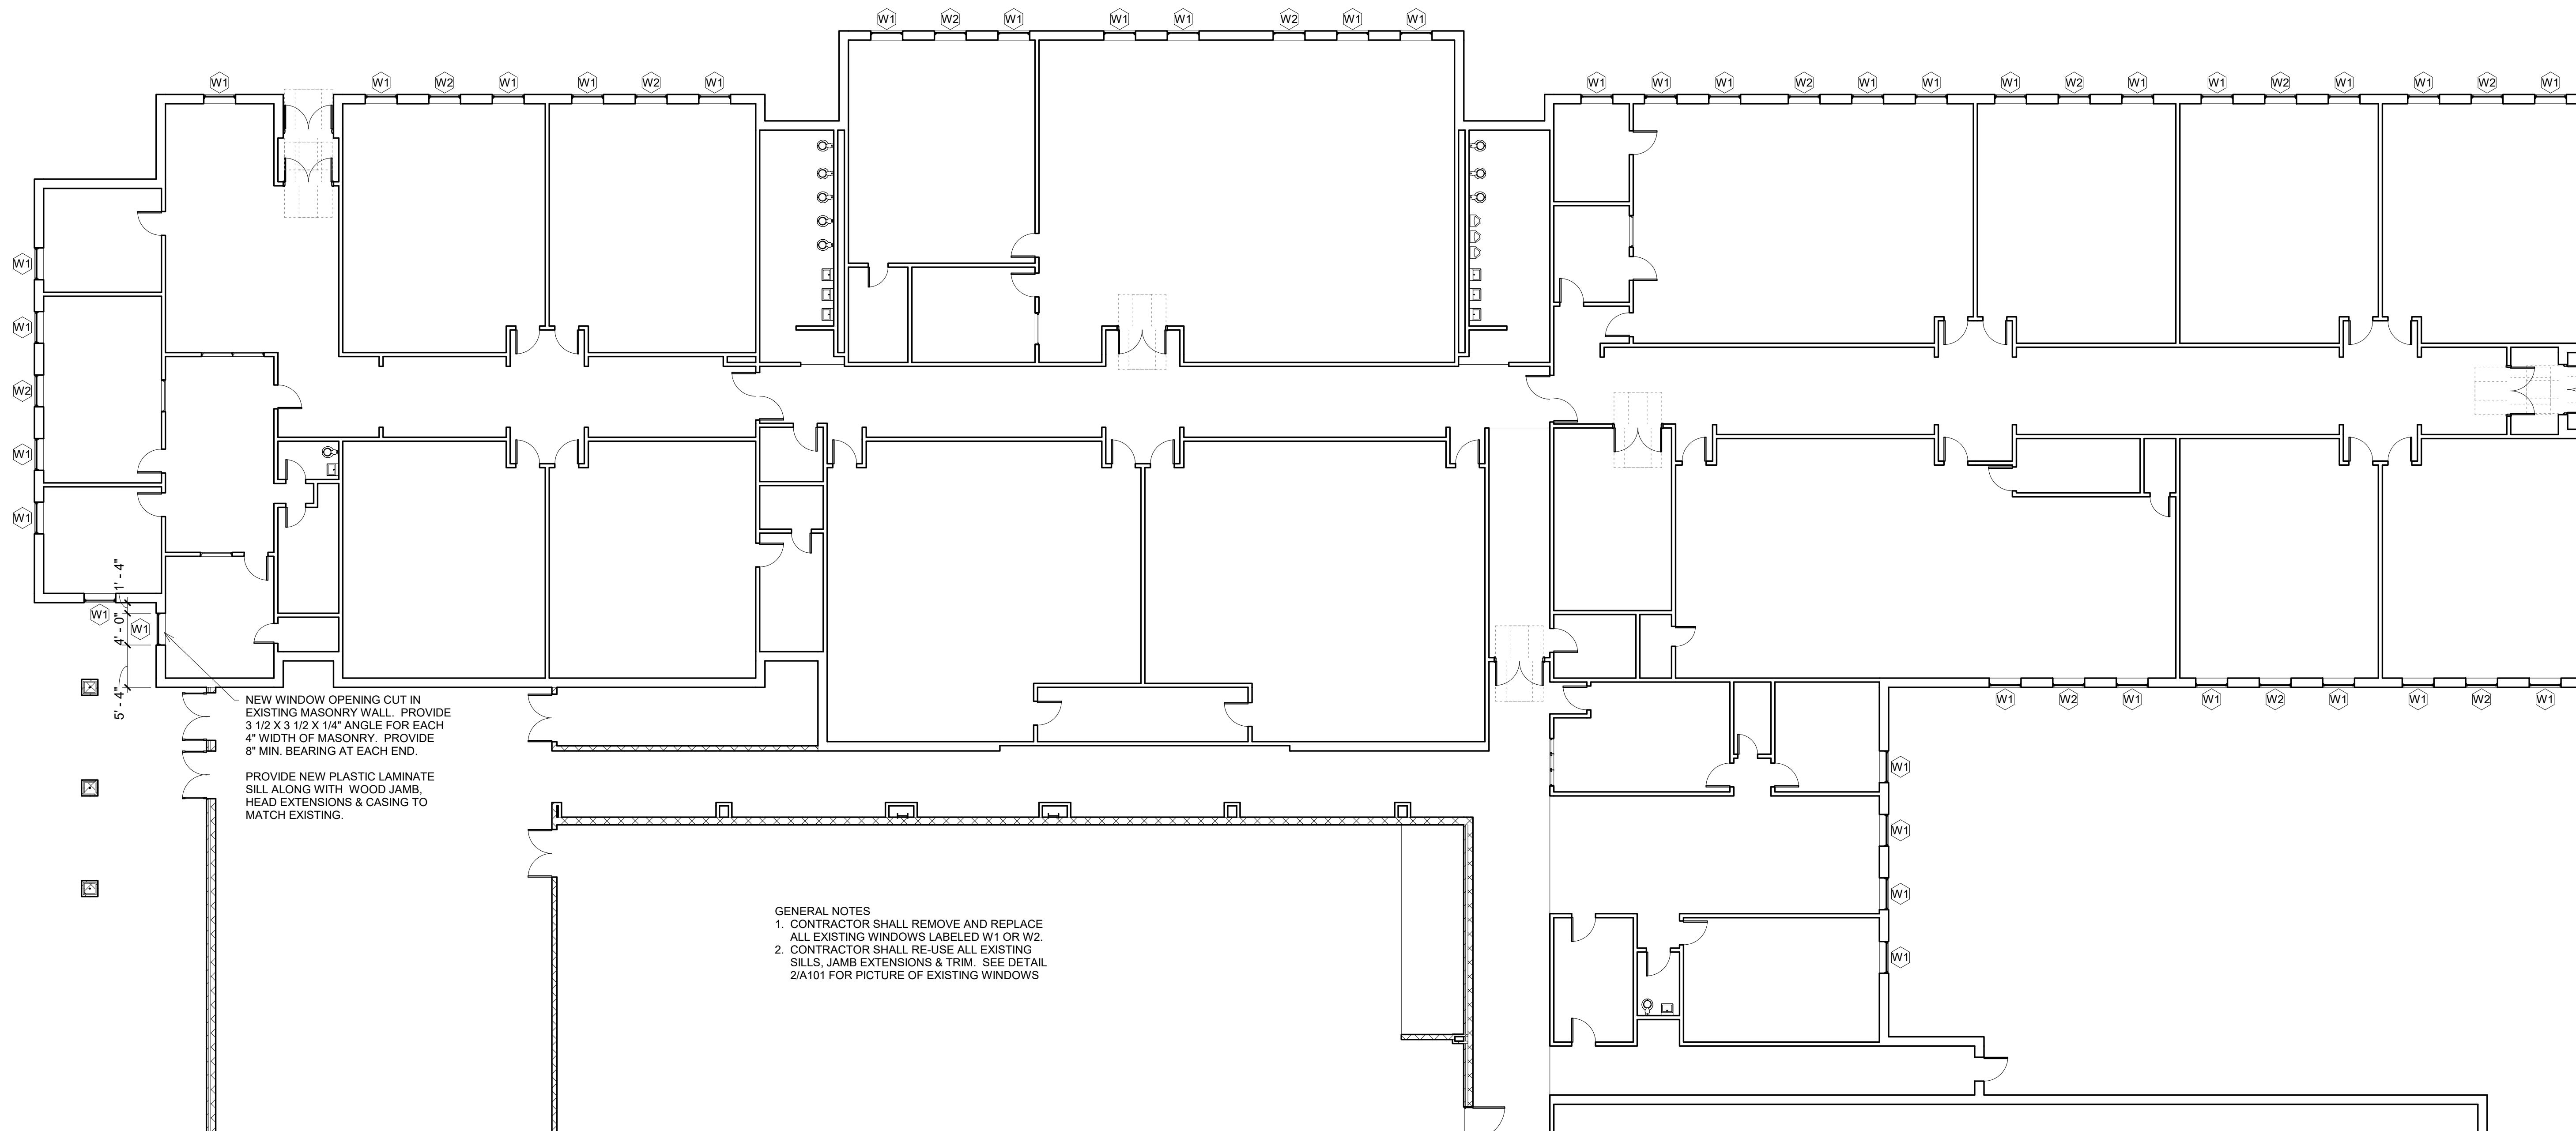 W1 W2 W1 W1 W1 W2 W1 W1
W1 W1 W2 W1 W1 W2 W1 W1 W1 W1 W2 W1 W1 W1 W2 W1 W1 W2 W1 W1 W2 W1
W1
W1
W2
W1
W1
1' - 4"
W1
W1
4' - 0"
5' - 4"
NEW WINDOW OPENING CUT IN
EXISTING MASONRY WALL. PROVIDE
3 1/2 X 3 1/2 X 1/4" ANGLE FOR EACH
4" WIDTH OF MASONRY. PROVIDE
8" MIN. BEARING AT EACH END.
PROVIDE NEW PLASTIC LAMINATE
SILL ALONG WITH WOOD JAMB,
HEAD EXTENSIONS & CASING TO
MATCH EXISTING.
W1 W2 W1 W1 W2 W1 W1 W2 W1
W1
W1
W1
W1
GENERAL NOTES
1. CONTRACTOR SHALL REMOVE AND REPLACE
ALL EXISTING WINDOWS LABELED W1 OR W2.
2. CONTRACTOR SHALL RE-USE ALL EXISTING
SILLS, JAMB EXTENSIONS & TRIM. SEE DETAIL
2/A101 FOR PICTURE OF EXISTING WINDOWS